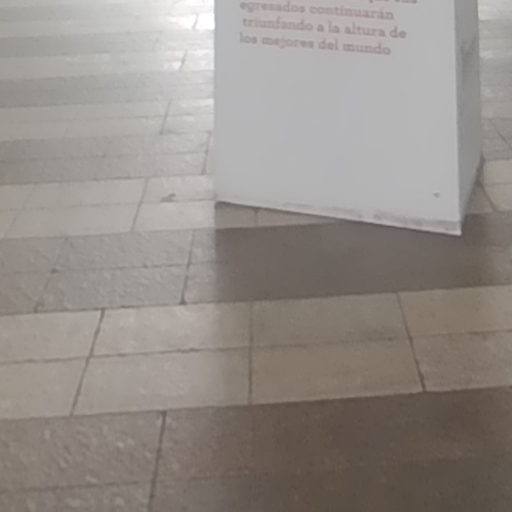 egresados continuarán
triunfando a la altura de
los mejores del mundo